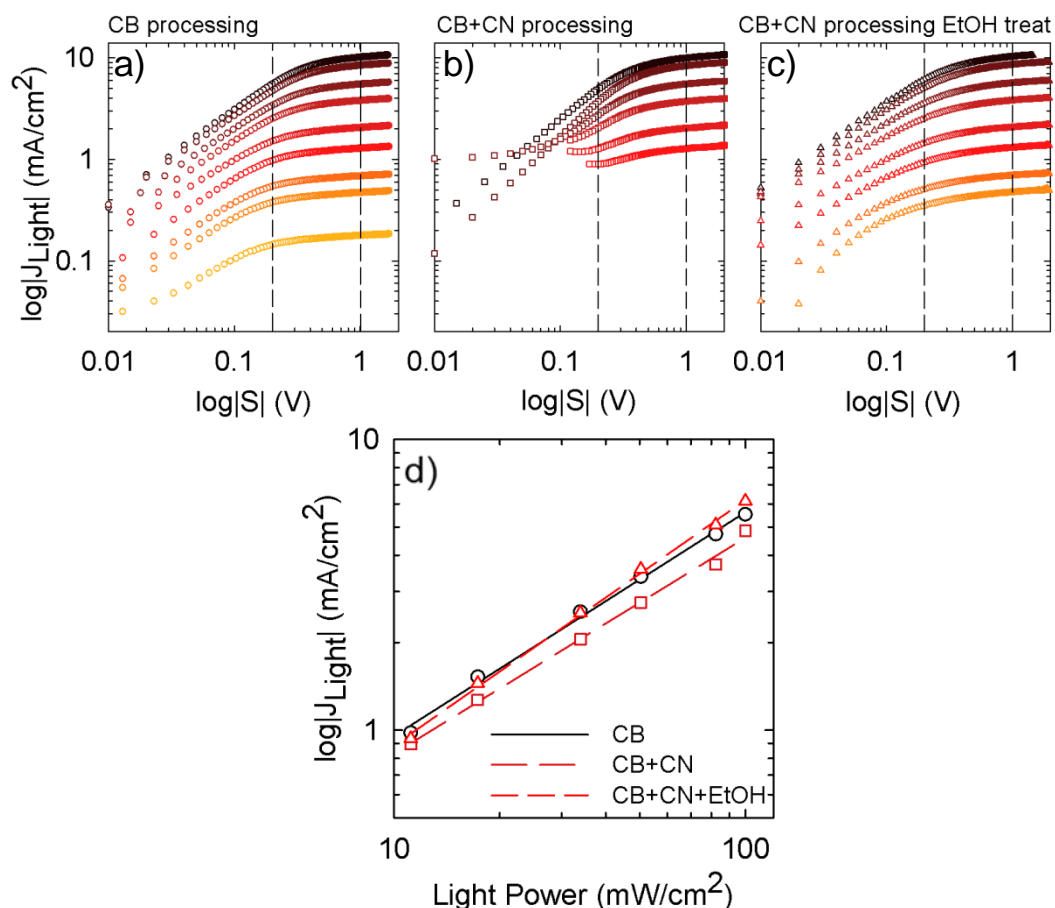 CB processing
CB+CN processing
CB+CN processing EtOH treat
a)
b)
c)
10
1
0.1
log|J_Light| (mA/cm²)
0.01
0.1
1
0.01
0.1
1
0.01
0.1
1
log|S| (V)
log|S| (V)
log|S| (V)
d)
10
1
log|J_Light| (mA/cm²)
CB
CB+CN
CB+CN+EtOH
10
100
Light Power (mW/cm²)